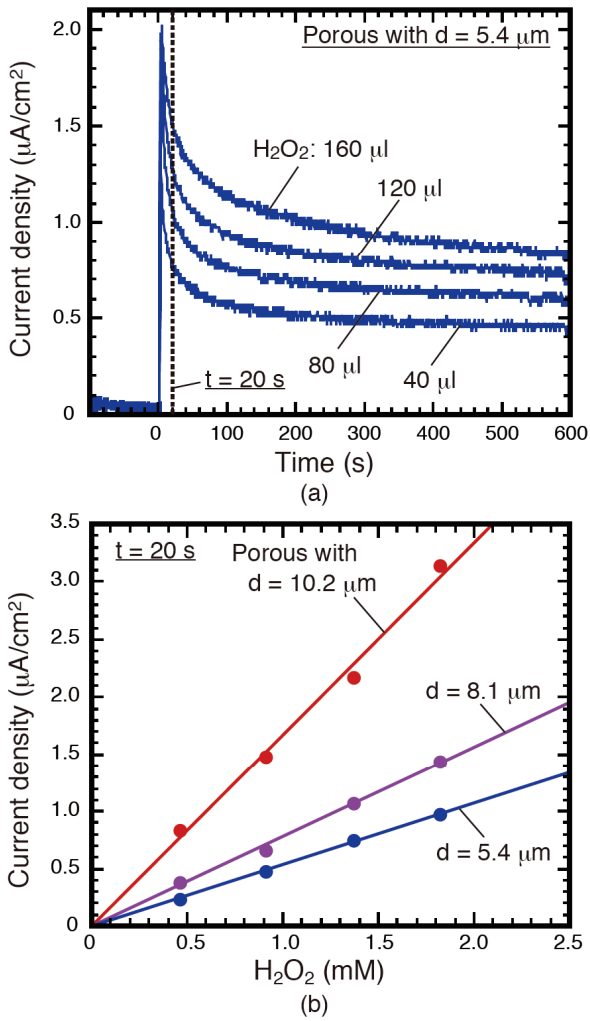 Porous with d = 5.4 μm
2.0
1.5
1.0
0.5
0
Current density (μA/cm²)
H₂O₂: 160 μl
120 μl
80 μl
40 μl
t = 20 s
0 100 200 300 400 500 600
Time (s)
(a)
3.5
3.0
2.5
2.0
1.5
1.0
0.5
0
Current density (μA/cm²)
t = 20 s
Porous with
d = 10.2 μm
d = 8.1 μm
d = 5.4 μm
0 0.5 1.0 1.5 2.0 2.5
H₂O₂ (mM)
(b)